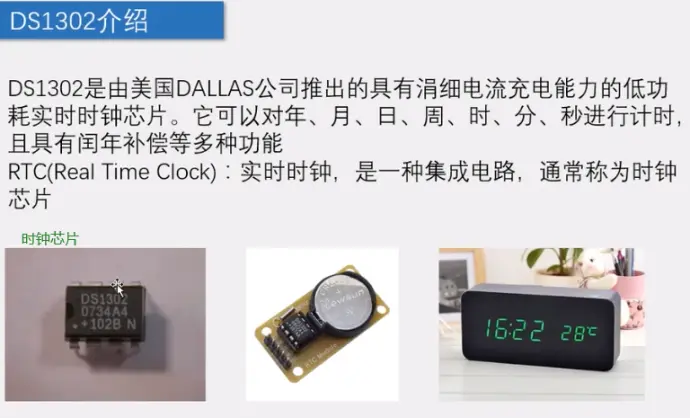 DS1302介绍
DS1302是由美国DALLAS公司推出的具有涓细电流充电能力的低功
耗实时时钟芯片。它可以对年、月、日、周、时、分、秒进行计时，
且具有闰年补偿等多种功能
RTC(Real Time Clock)：实时时钟，是一种集成电路，通常称为时钟
芯片
时钟芯片
DS1302
0734A4
+102B N
16:22 28℃